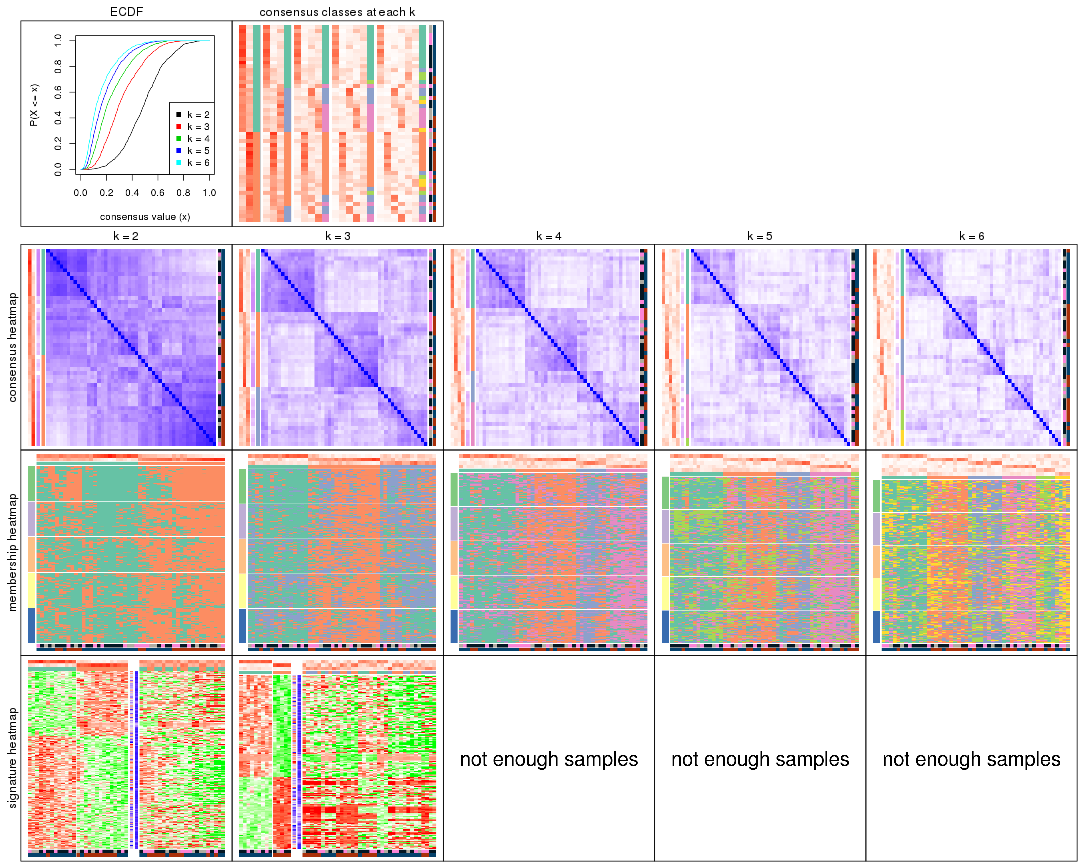 ECDF
consensus classes at each k
P(X <= x)
0.0 0.2 0.4 0.6 0.8 1.0
k = 2
k = 3
k = 4
k = 5
k = 6
0.0 0.2 0.4 0.6 0.8 1.0
consensus value (x)
k = 2
k = 3
k = 4
k = 5
k = 6
consensus heatmap
membership heatmap
signature heatmap
not enough samples
not enough samples
not enough samples